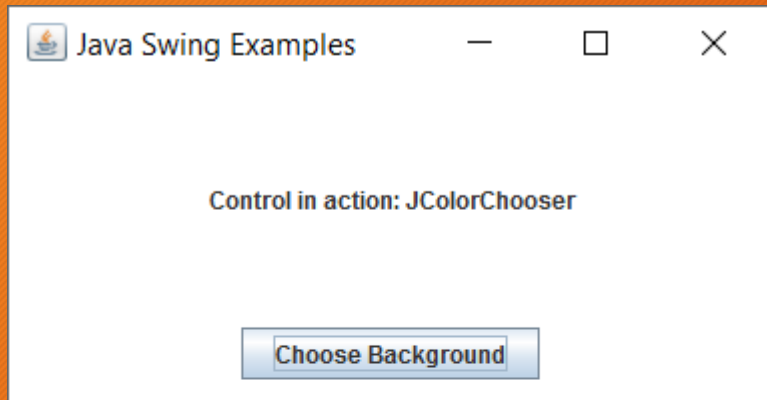 Java Swing Examples
Control in action: JColorChooser
Choose Background